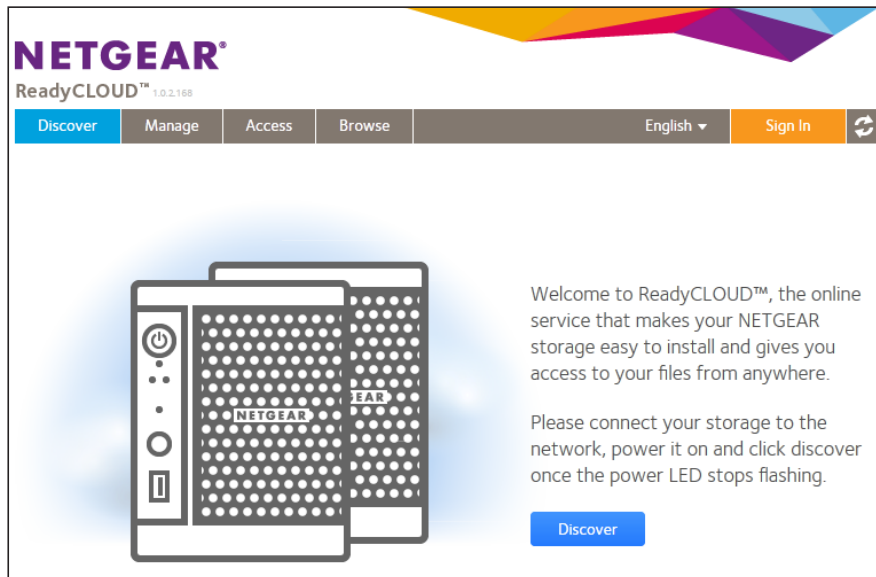 NETGEAR®
ReadyCLOUD™ 1.0.2.168
Discover Manage Access Browse English Sign In
Welcome to ReadyCLOUD™, the online
service that makes your NETGEAR
storage easy to install and gives you
access to your files from anywhere.
NETGEAR
EAR
Please connect your storage to the
network, power it on and click discover
once the power LED stops flashing.
Discover